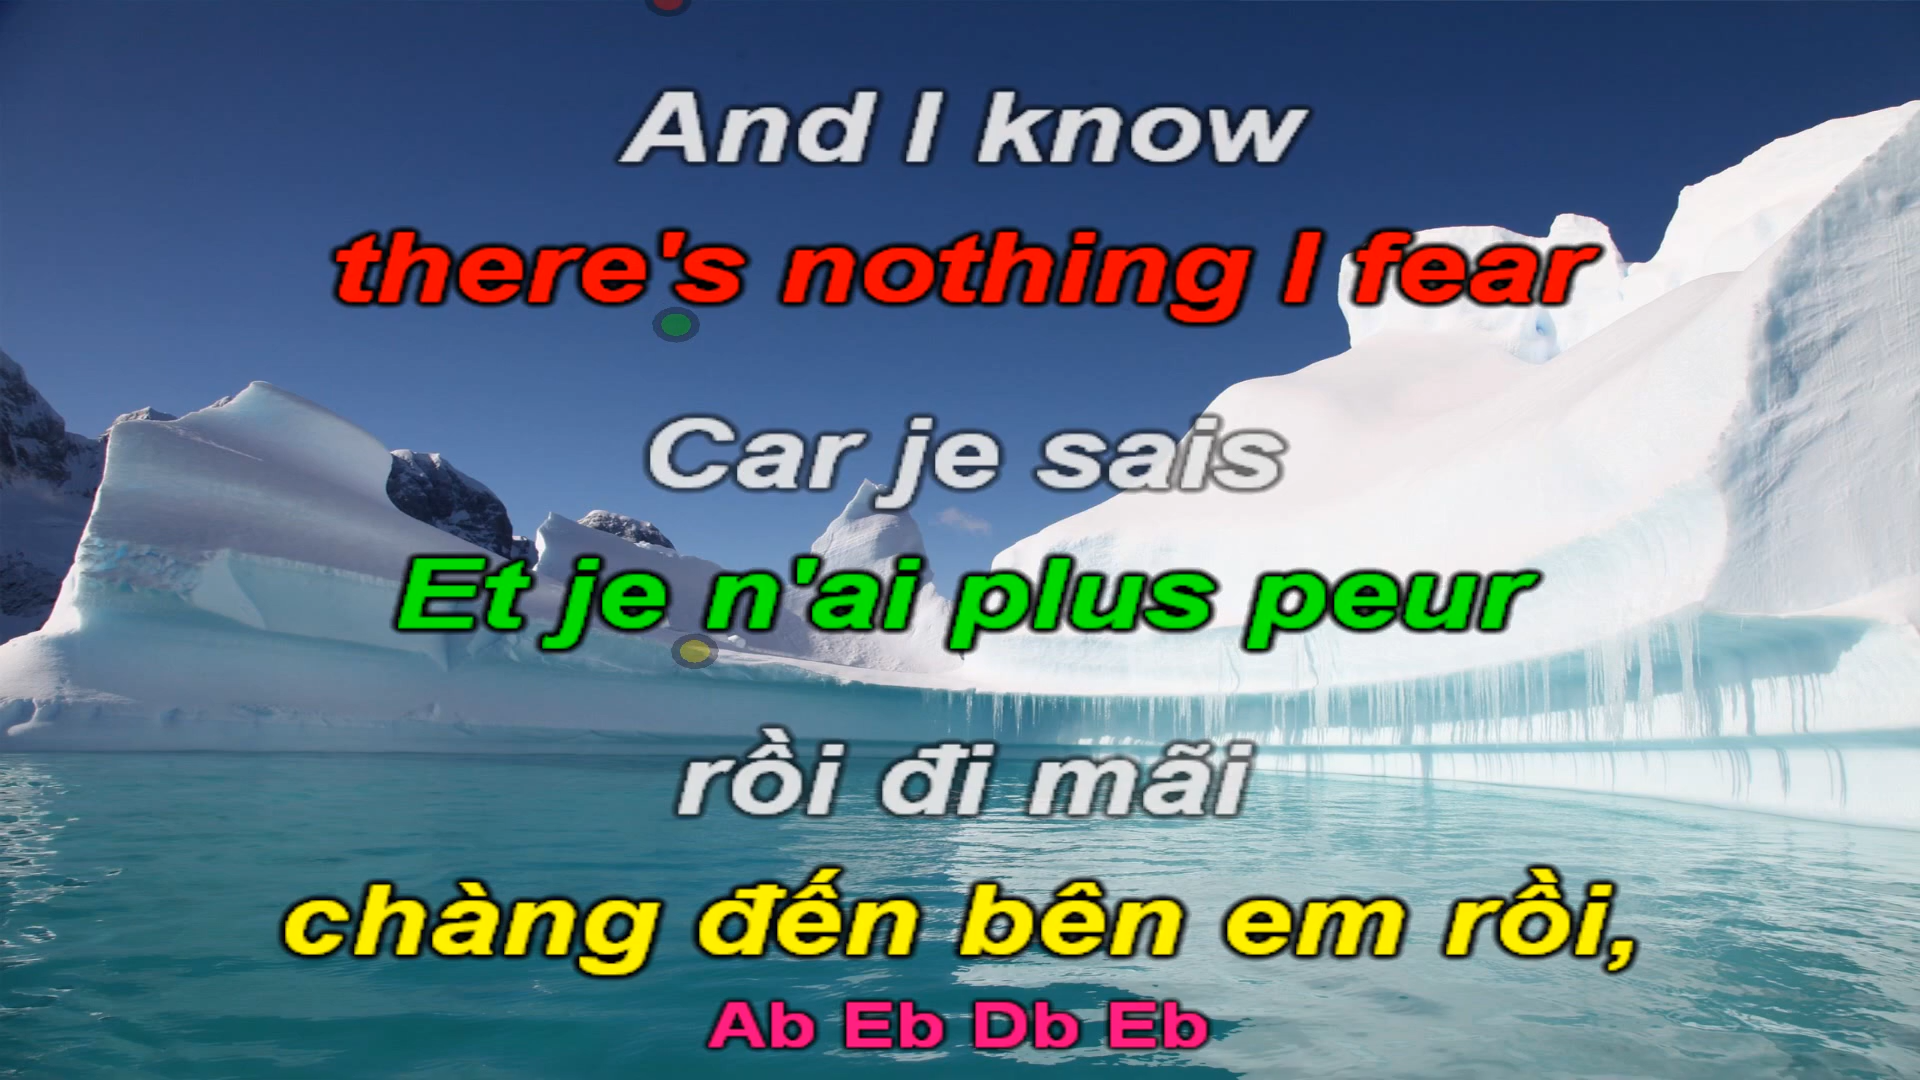 And I know
there's nothing I fear
Car je sais
Et je n'ai plus peur
rồi đi mãi
chàng đến bên em rồi,
Ab Eb Db Eb